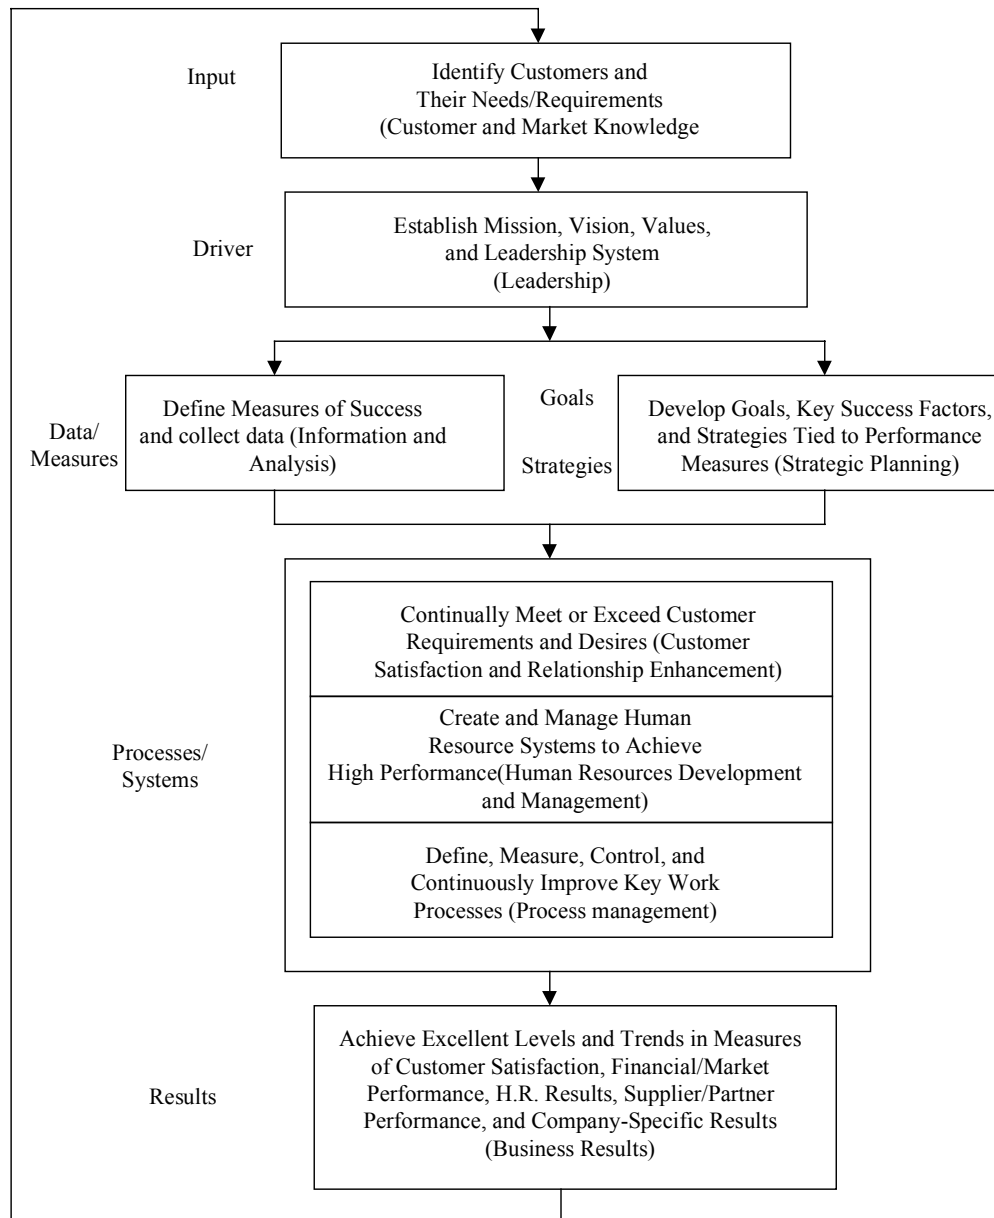 Input
Identify Customers and
Their Needs/Requirements
(Customer and Market Knowledge
Driver
Establish Mission, Vision, Values,
and Leadership System
(Leadership)
Data/
Measures
Define Measures of Success
and collect data (Information and
Analysis)
Goals
Strategies
Develop Goals, Key Success Factors,
and Strategies Tied to Performance
Measures (Strategic Planning)
Processes/
Systems
Continually Meet or Exceed Customer
Requirements and Desires (Customer
Satisfaction and Relationship Enhancement)
Create and Manage Human
Resource Systems to Achieve
High Performance(Human Resources Development
and Management)
Define, Measure, Control, and
Continuously Improve Key Work
Processes (Process management)
Results
Achieve Excellent Levels and Trends in Measures
of Customer Satisfaction, Financial/Market
Performance, H.R. Results, Supplier/Partner
Performance, and Company-Specific Results
(Business Results)